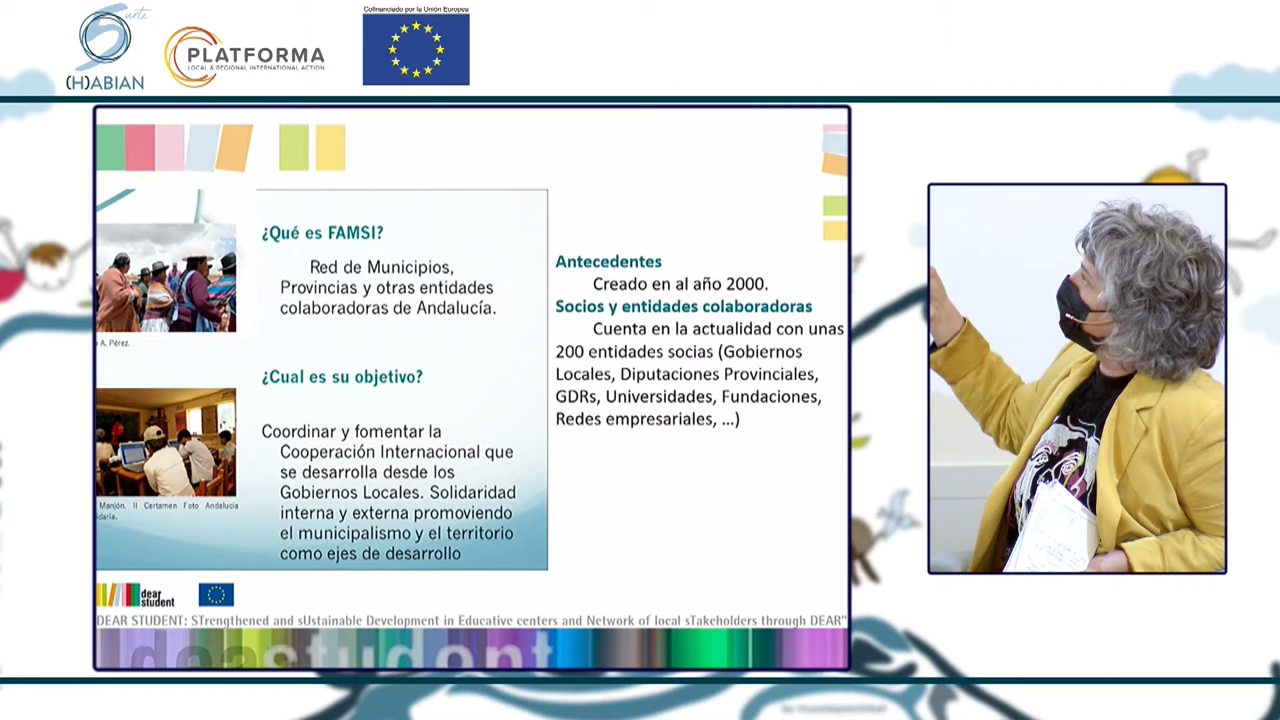 Cofinanciado por la Unión Europea
5
arte
(H)ABIAN
PLATFORMA
LOCAL & REGIONAL INTERNATIONAL ACTION
¿Qué es FAMSI?
Red de Municipios,
Provincias y otras entidades
colaboradoras de Andalucía.
A. Pérez.
¿Cual es su objetivo?
Coordinar y fomentar la
Cooperación Internacional que
se desarrolla desde los
Gobiernos Locales. Solidaridad
interna y externa promoviendo
el municipalismo y el territorio
como ejes de desarrollo
Manjón. II Certamen Foto Andalucia
Antecedentes
Creado en al año 2000.
Socios y entidades colaboradoras
Cuenta en la actualidad con unas
200 entidades socias (Gobiernos
Locales, Diputaciones Provinciales,
GDRs, Universidades, Fundaciones,
Redes empresariales, ...)
dear
student
DEAR STUDENT: STrengthened and sUstainable Development in Educative centers and Network of local sTakeholders through DEAR"
deastudent